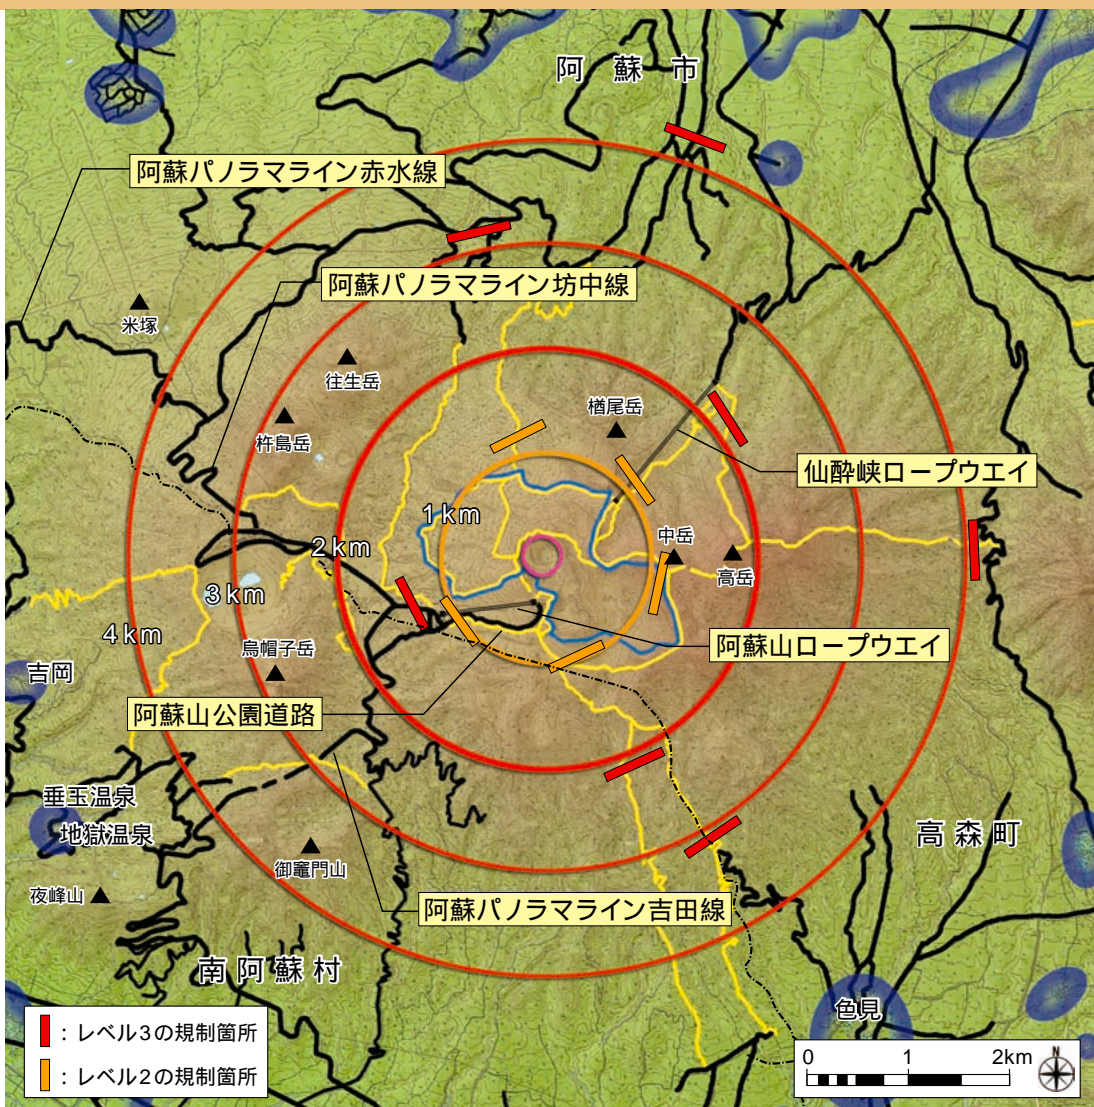 阿蘇市
阿蘇パノラマライン赤水線
阿蘇パノラマライン坊中線
米塚
往生岳
杵島岳
楢尾岳
仙酔峡ロープウエイ
1km
2km
3km
4km
中岳
高岳
烏帽子岳
阿蘇山ロープウエイ
吉岡
阿蘇山公園道路
垂玉温泉
地獄温泉
高森町
御竈門山
夜峰山
阿蘇パノラマライン吉田線
南阿蘇村
色見
：レベル3の規制箇所
：レベル2の規制箇所
0 1 2km
N